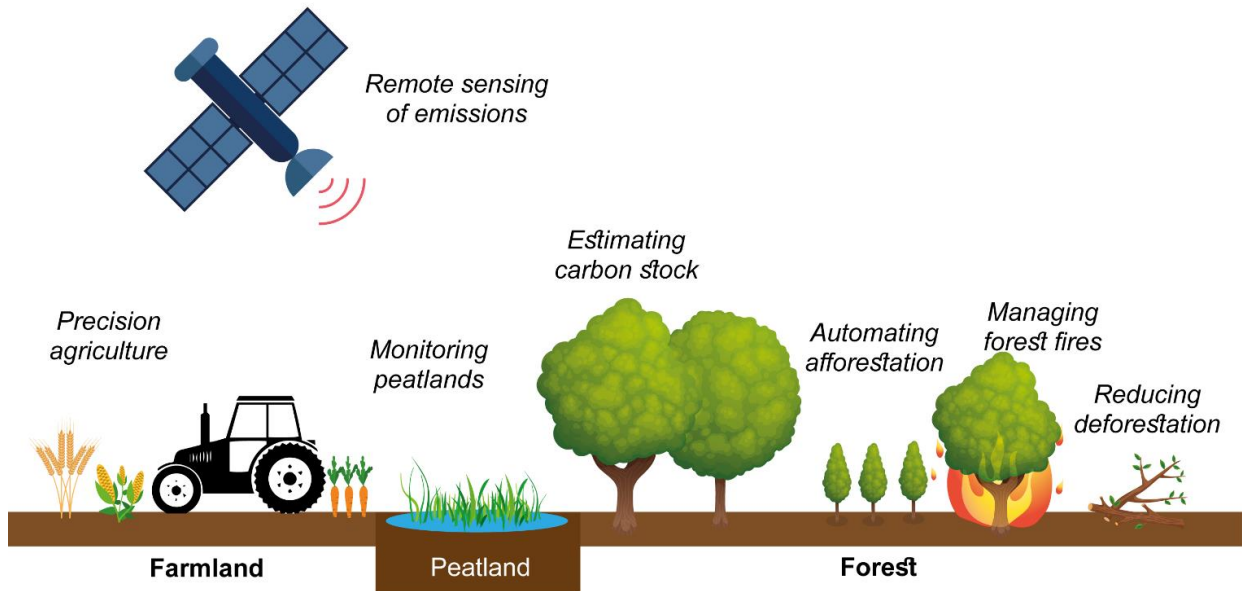 Remote sensing
of emissions
Estimating
carbon stock
Precision
agriculture
Monitoring
peatlands
Automating
afforestation
Managing
forest fires
Reducing
deforestation
Farmland
Peatland
Forest